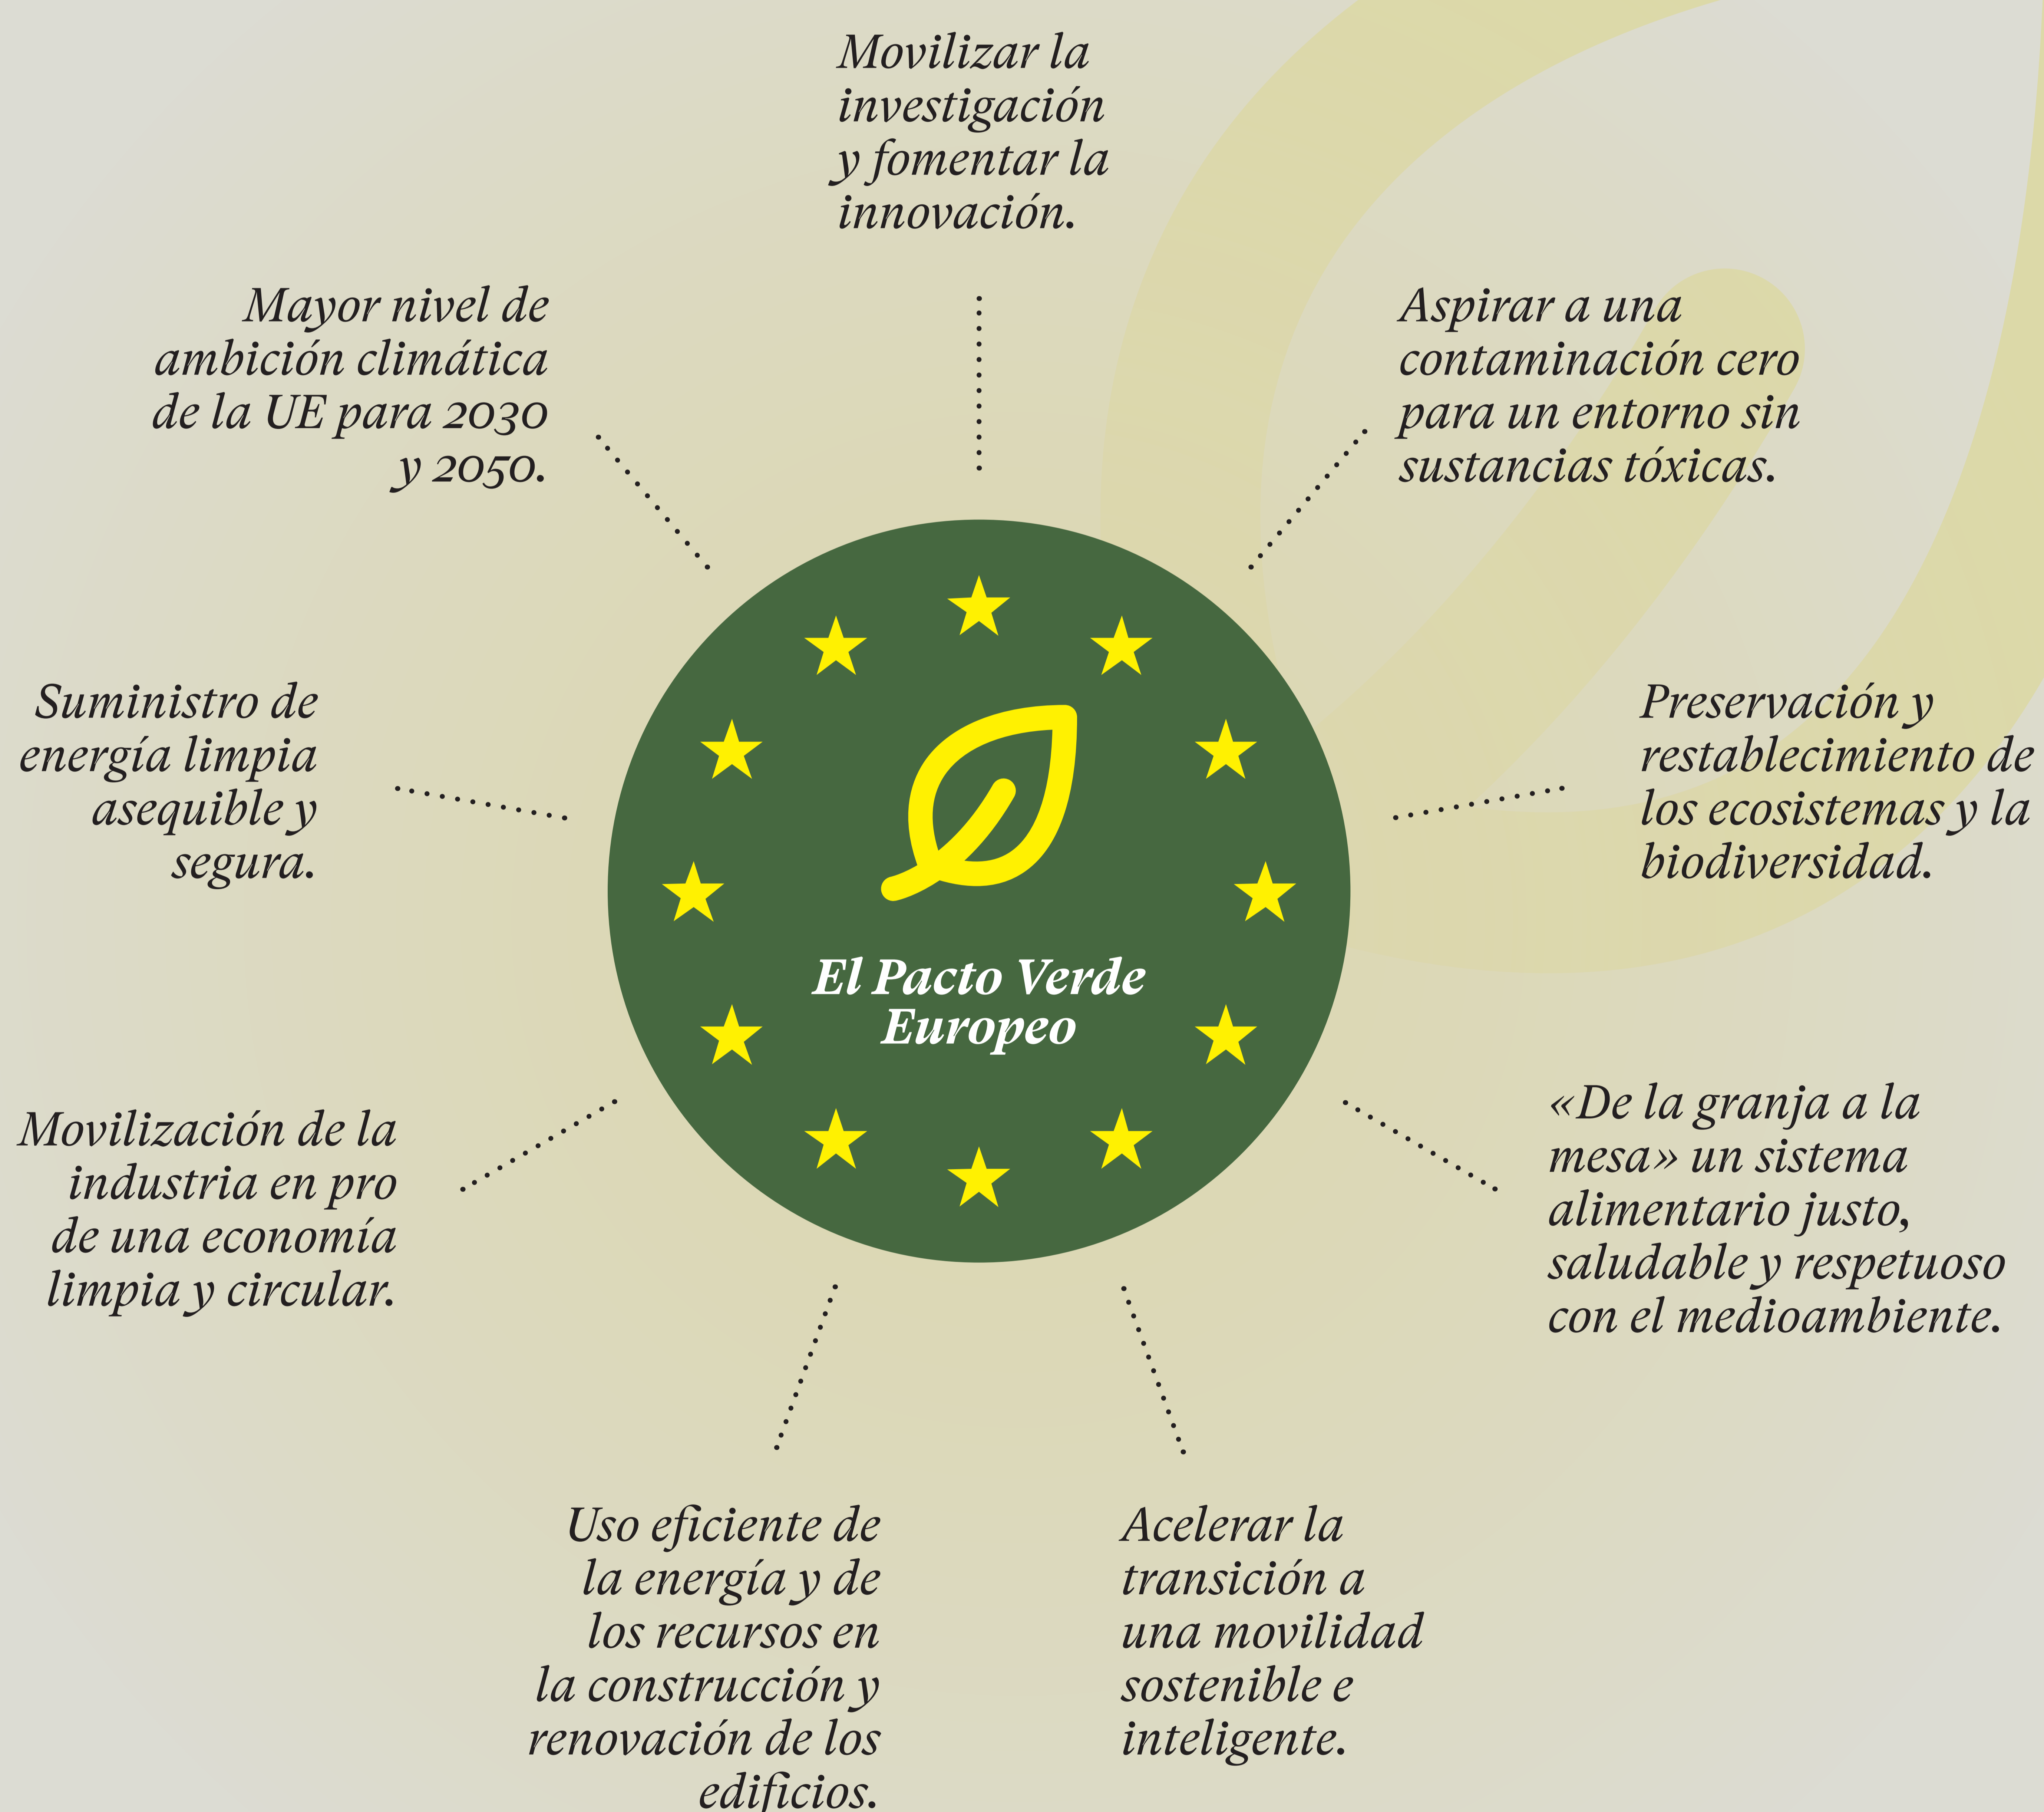 Movilizar la
investigación
y fomentar la
innovación.
Mayor nivel de
ambición climática
de la UE para 2030
y 2050.
Aspirar a una
contaminación cero
para un entorno sin
sustancias tóxicas.
Suministro de
energía limpia
asequible y
segura.
Preservación y
restablecimiento de
los ecosistemas y la
biodiversidad.
El Pacto Verde
Europeo
Movilización de la
industria en pro
de una economía
limpia y circular.
«De la granja a la
mesa» un sistema
alimentario justo,
saludable y respetuoso
con el medioambiente.
Uso eficiente de
la energía y de
los recursos en
la construcción y
renovación de los
edificios.
Acelerar la
transición a
una movilidad
sostenible e
inteligente.